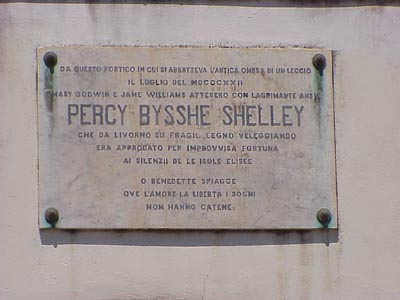 DA QUESTO PORTICO IN CUI SI ABBATTEVA L'ANTICA OMBRA DI UN LECCIO
IL LUGLIO DEL MDCCCXXII
MARY GODWIN E JANE WILLIAMS ATTESERO CON LAGRIMANTE ANSIA
PERCY BYSSHE SHELLEY
CHE DA LIVORNO SU FRAGIL LEGNO VELEGGIANDO
ERA APPRODATO PER IMPROVVISA FORTUNA
AI SILENZII DE LE ISOLE ELISEE
O BENEDETTE SPIAGGE
OVE L'AMORE LA LIBERTÀ I SOGNI
NON HANNO CATENE.